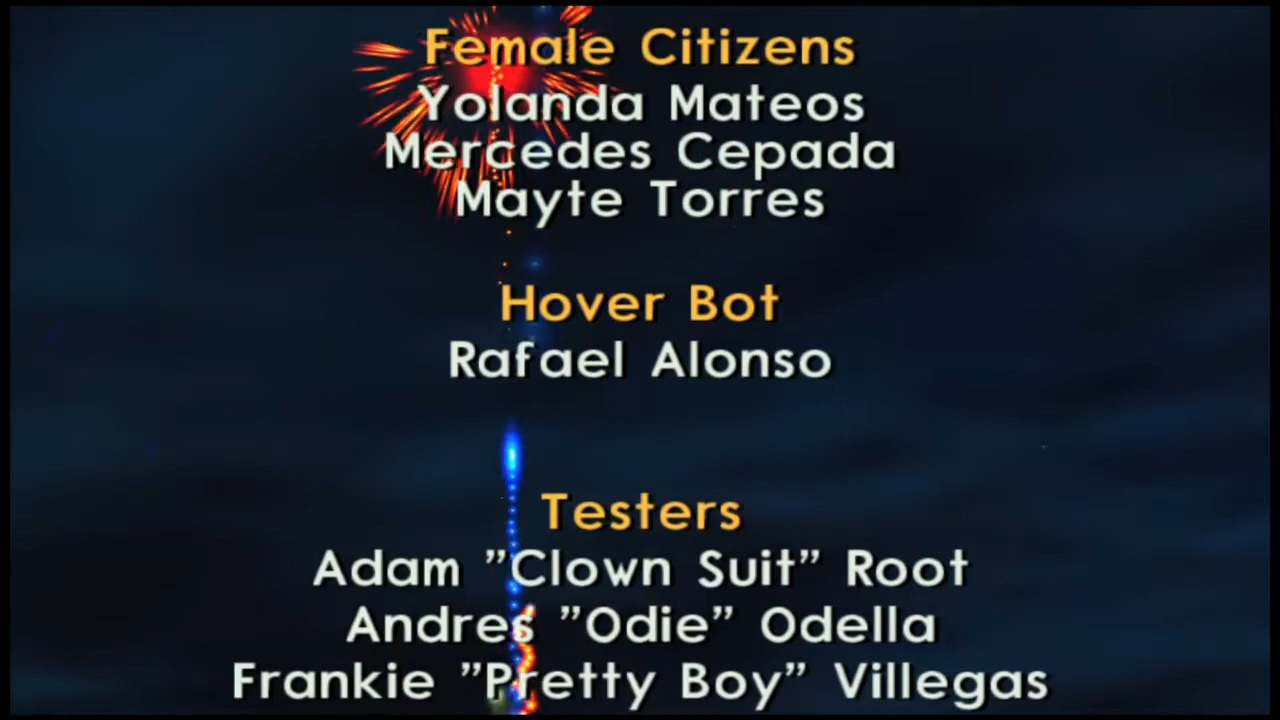 Female Citizens
Yolanda Mateos
Mercedes Cepada
Mayte Torres
Hover Bot
Rafael Alonso
Testers
Adam ”Clown Suit” Root
Andres ”Odie” Odella
Frankie ”Pretty Boy” Villegas